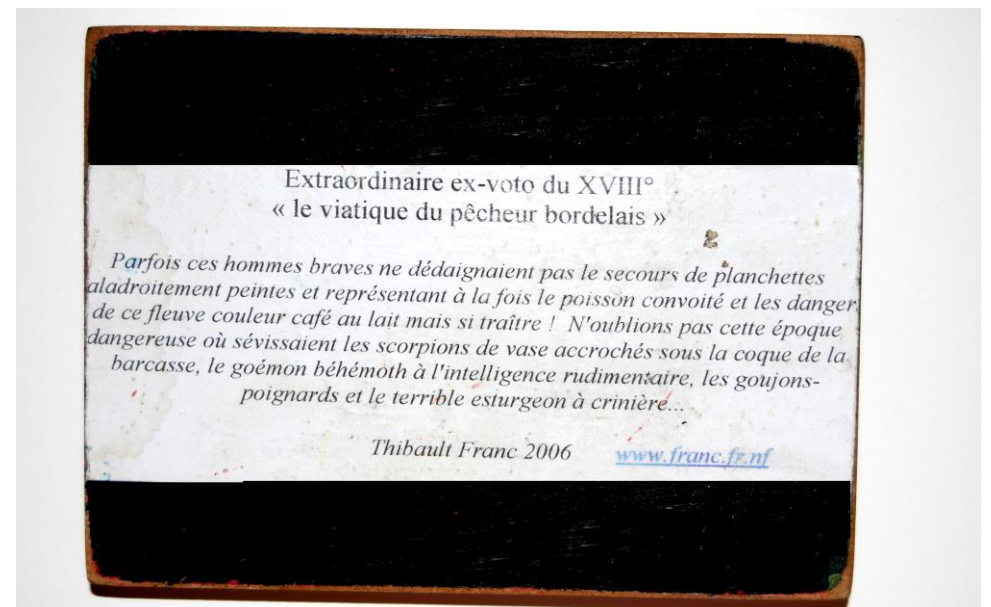 Extraordinaire ex-voto du XVIII°
« le viatique du pêcheur bordelais »
Parfois ces hommes braves ne dédaignaient pas le secours de planchettes
aladroitement peintes et représentant à la fois le poisson convoité et les danger
de ce fleuve couleur café au lait mais si traître ! N'oublions pas cette époque
dangereuse où sévissaient les scorpions de vase accrochés sous la coque de la
barcasse, le goémon béhémoth à l'intelligence rudimentaire, les goujons-
poignards et le terrible esturgeon à crinière...
Thibault Franc 2006 www.franc.fr.nf